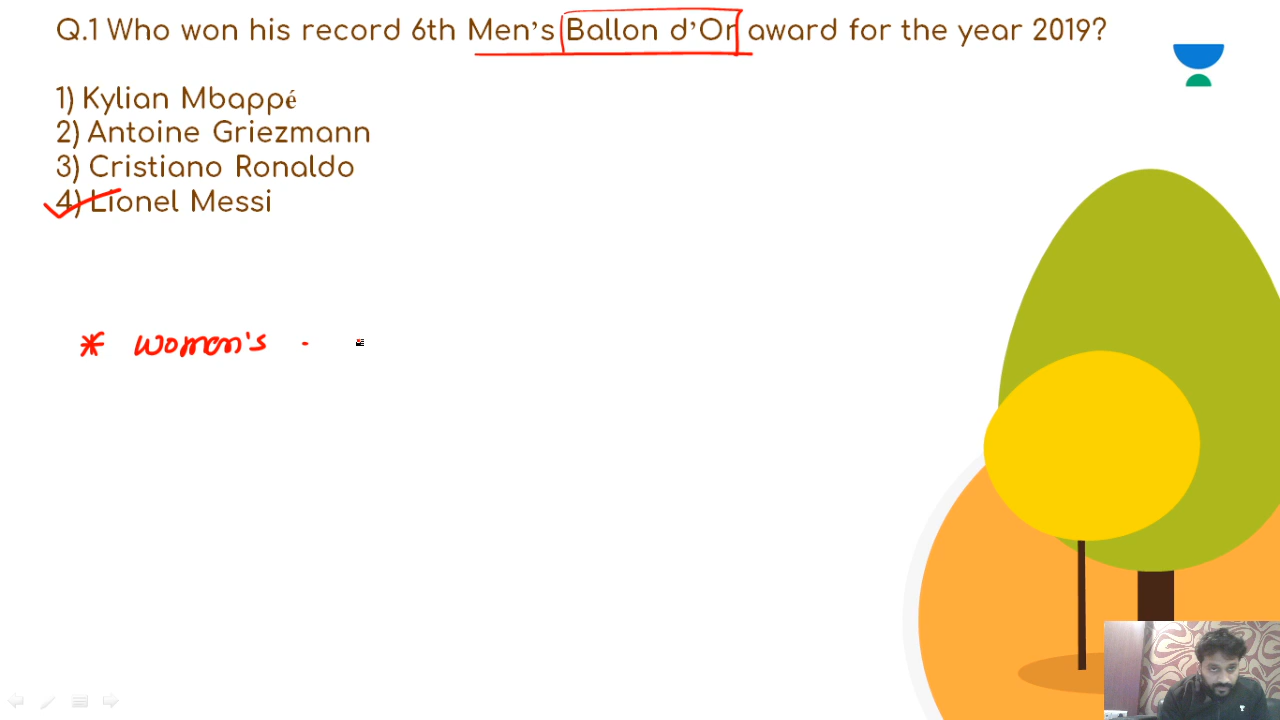 Q.1 Who won his record 6th Men’s Ballon d’Or award for the year 2019?
1) Kylian Mbappé
2) Antoine Griezmann
3) Cristiano Ronaldo
4) Lionel Messi
* Women's -